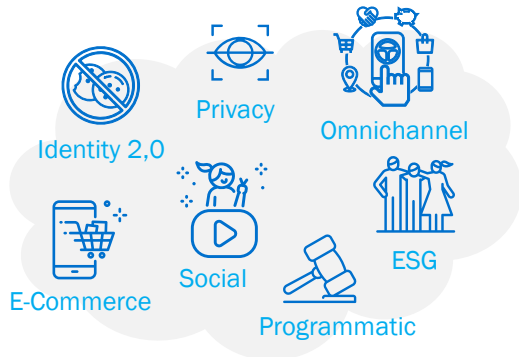 Privacy
Omnichannel
Identity 2,0
ESG
Social
E-Commerce
Programmatic